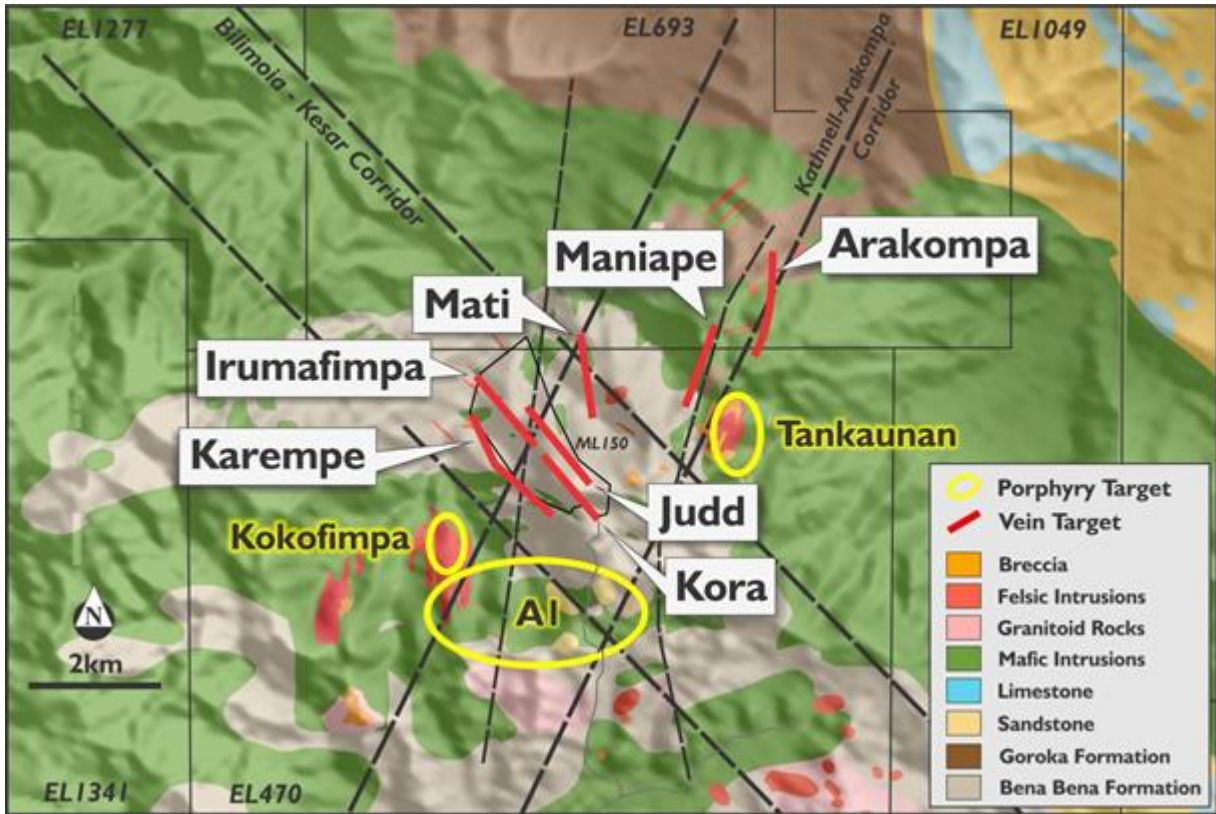 EL1277
EL693
EL1049
Bilimoia - Kesar Corridor
Kathnell-Arakompa
Corridor
Maniape
Arakompa
Mati
Irumafimpa
Karempe
ML150
Tankaunan
Judd
Kokofimpa
Kora
A1
N
2km
EL1341
EL470
Porphyry Target
Vein Target
Breccia
Felsic Intrusions
Granitoid Rocks
Mafic Intrusions
Limestone
Sandstone
Goroka Formation
Bena Bena Formation